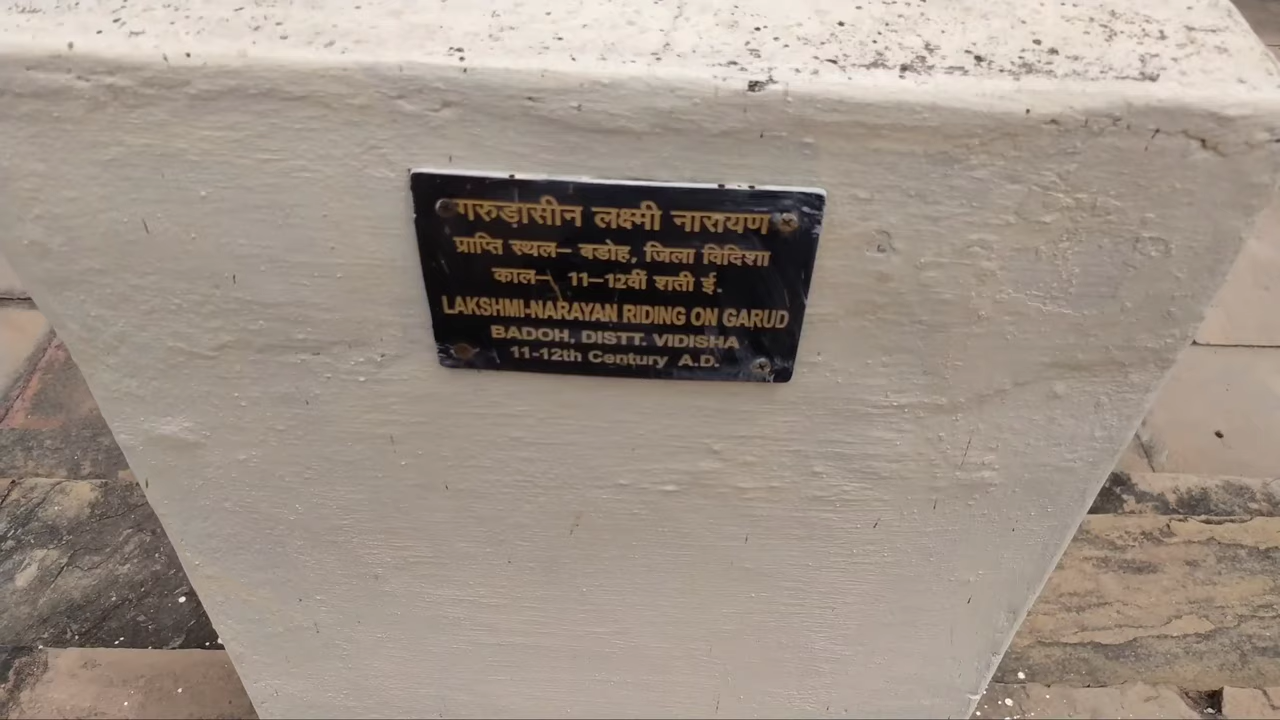 गरुड़ासीन लक्ष्मी नारायण
प्राप्ति स्थल– बडोह, जिला विदिशा
काल– 11–12वीं शती ई.
LAKSHMI-NARAYAN RIDING ON GARUD
BADOH, DISTT. VIDISHA
11-12th Century A.D.